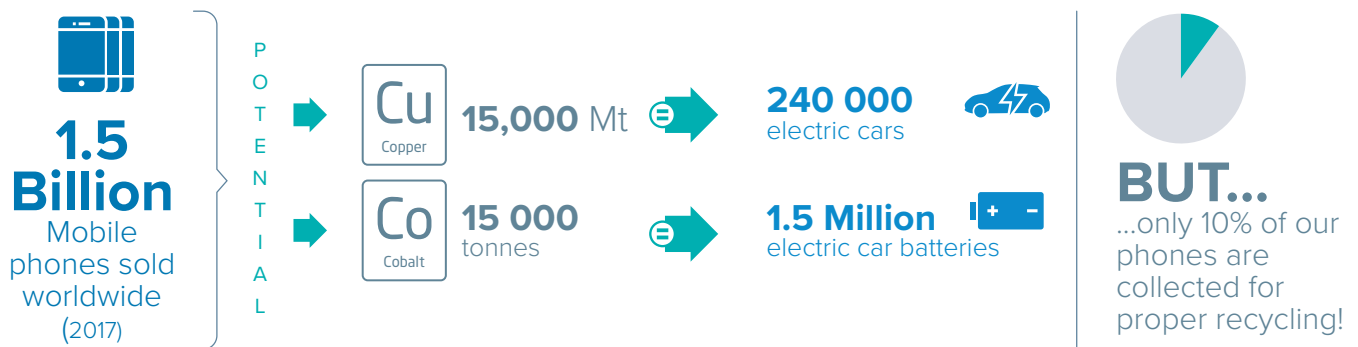 1.5
Billion
Mobile
phones sold
worldwide
(2017)
POTENTIAL
Cu
Copper
15,000 Mt
=
240 000
electric cars
Co
Cobalt
15 000
tonnes
=
1.5 Million
electric car batteries
+ -
BUT...
...only 10% of our
phones are
collected for
proper recycling!